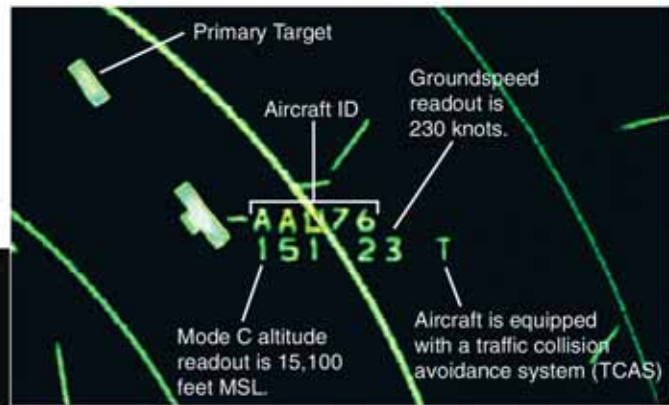 Primary Target
Groundspeed
readout is
230 knots.
Aircraft ID
AAL76
151 23 T
Mode C altitude
readout is 15,100
feet MSL.
Aircraft is equipped
with a traffic collision
avoidance system (TCAS)